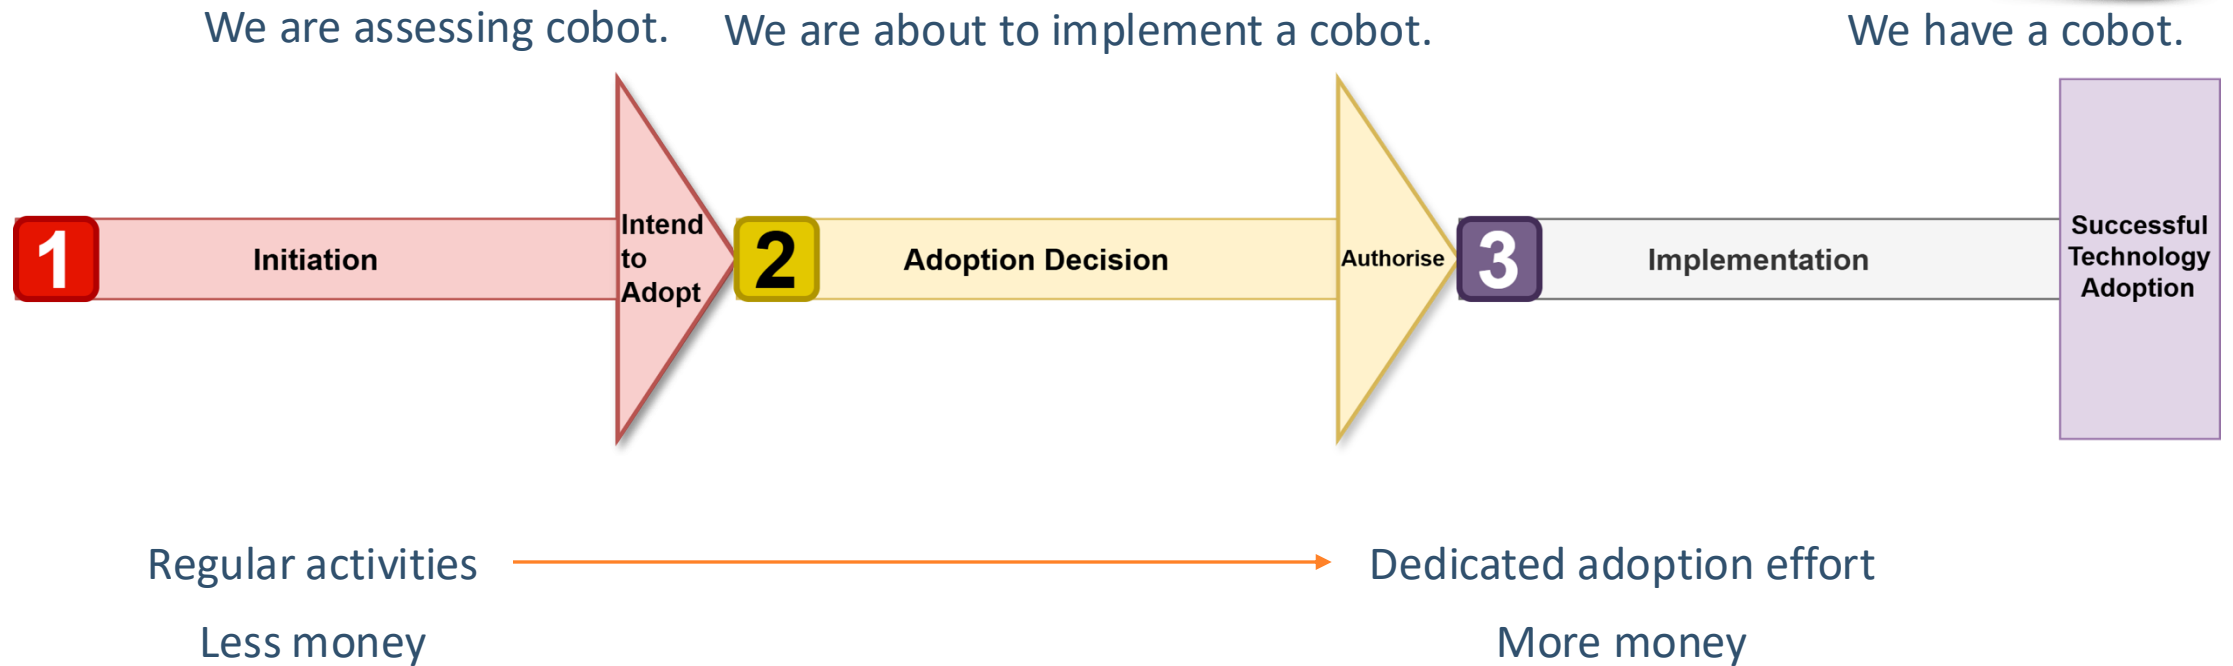 We are assessing cobot.
We are about to implement a cobot.
We have a cobot.
1
Initiation
Intend
to
Adopt
2
Adoption Decision
Authorise
3
Implementation
Successful
Technology
Adoption
Regular activities
Dedicated adoption effort
Less money
More money